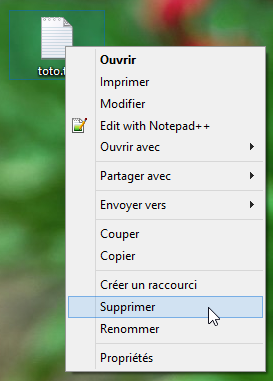 toto.t
Ouvrir
Imprimer
Modifier
Edit with Notepad++
Ouvrir avec
Partager avec
Envoyer vers
Couper
Copier
Créer un raccourci
Supprimer
Renommer
Propriétés